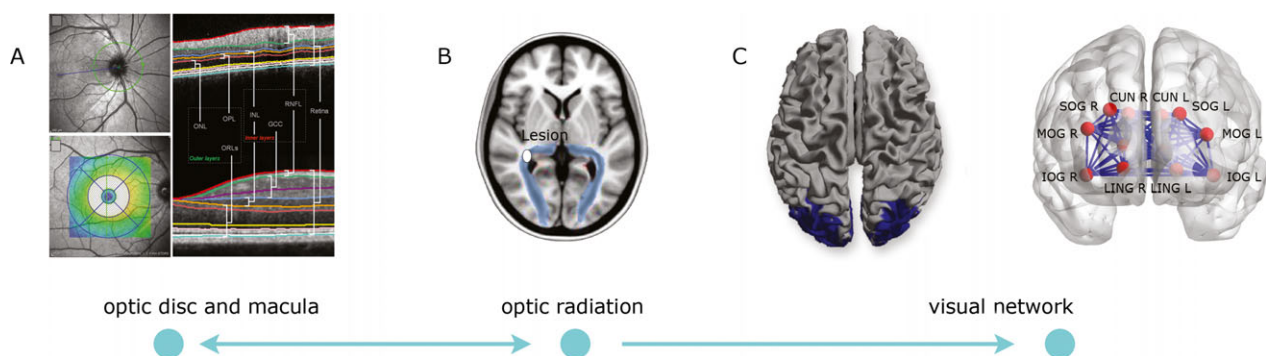 A
ONL
OPL
INL
RNFL
Retina
GCC
Inner layers
ORLs
Outer layers
B
Lesion
C
CUN R CUN L
SOG R
SOG L
MOG R
MOG L
IOG R
IOG L
LING R LING L
optic disc and macula
optic radiation
visual network